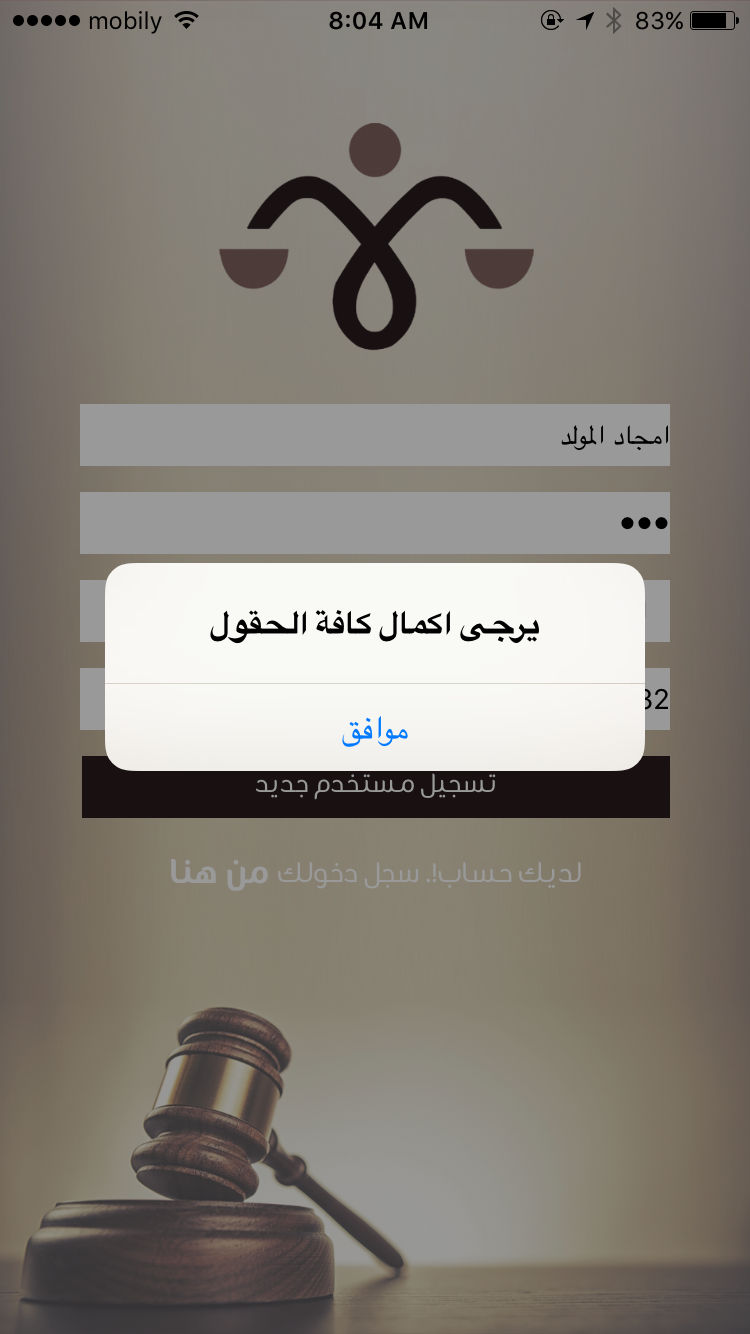 mobily 8:04 AM 83%
امجاد المولد
•••
يرجى اكمال كافة الحقول
32
موافق
تسجيل مستخدم جديد
لديك حساب!. سجل دخولك من هنا